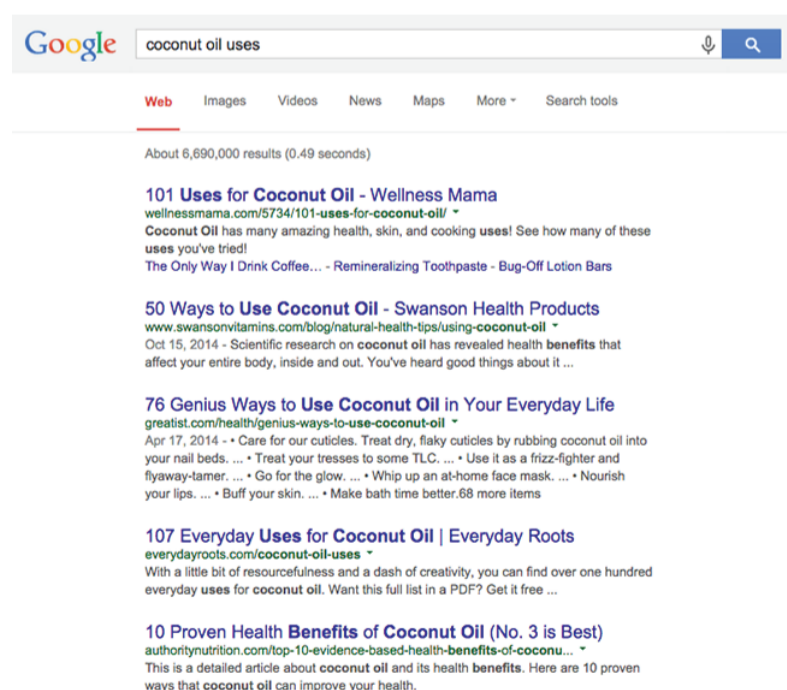 Google coconut oil uses
Web Images Videos News Maps More Search tools
About 6,690,000 results (0.49 seconds)
101 Uses for Coconut Oil - Wellness Mama
wellnessmama.com/5734/101-uses-for-coconut-oil/
Coconut Oil has many amazing health, skin, and cooking uses! See how many of these
uses you've tried!
The Only Way I Drink Coffee... - Remineralizing Toothpaste - Bug-Off Lotion Bars
50 Ways to Use Coconut Oil - Swanson Health Products
www.swansonvitamins.com/blog/natural-health-tips/using-coconut-oil
Oct 15, 2014 - Scientific research on coconut oil has revealed health benefits that
affect your entire body, inside and out. You've heard good things about it ...
76 Genius Ways to Use Coconut Oil in Your Everyday Life
greatist.com/health/genius-ways-to-use-coconut-oil
Apr 17, 2014 - • Care for our cuticles. Treat dry, flaky cuticles by rubbing coconut oil into
your nail beds. ... • Treat your tresses to some TLC. ... • Use it as a frizz-fighter and
flyaway-tamer. ... • Go for the glow. ... • Whip up an at-home face mask. ... • Nourish
your lips. ... • Buff your skin. ... • Make bath time better.68 more items
107 Everyday Uses for Coconut Oil | Everyday Roots
everydayroots.com/coconut-oil-uses
With a little bit of resourcefulness and a dash of creativity, you can find over one hundred
everyday uses for coconut oil. Want this full list in a PDF? Get it free ...
10 Proven Health Benefits of Coconut Oil (No. 3 is Best)
authoritynutrition.com/top-10-evidence-based-health-benefits-of-coconu...
This is a detailed article about coconut oil and its health benefits. Here are 10 proven
ways that coconut oil can improve your health.